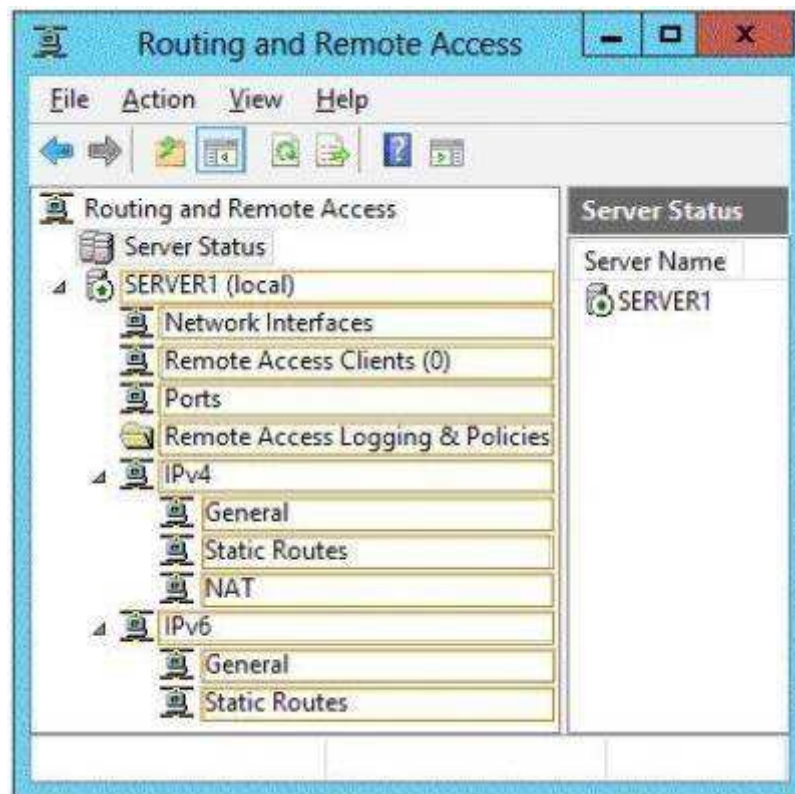 Routing and Remote Access
File Action View Help
Routing and Remote Access
Server Status
SERVER1 (local)
Network Interfaces
Remote Access Clients (0)
Ports
Remote Access Logging & Policies
IPv4
General
Static Routes
NAT
IPv6
General
Static Routes
Server Status
Server Name
SERVER1